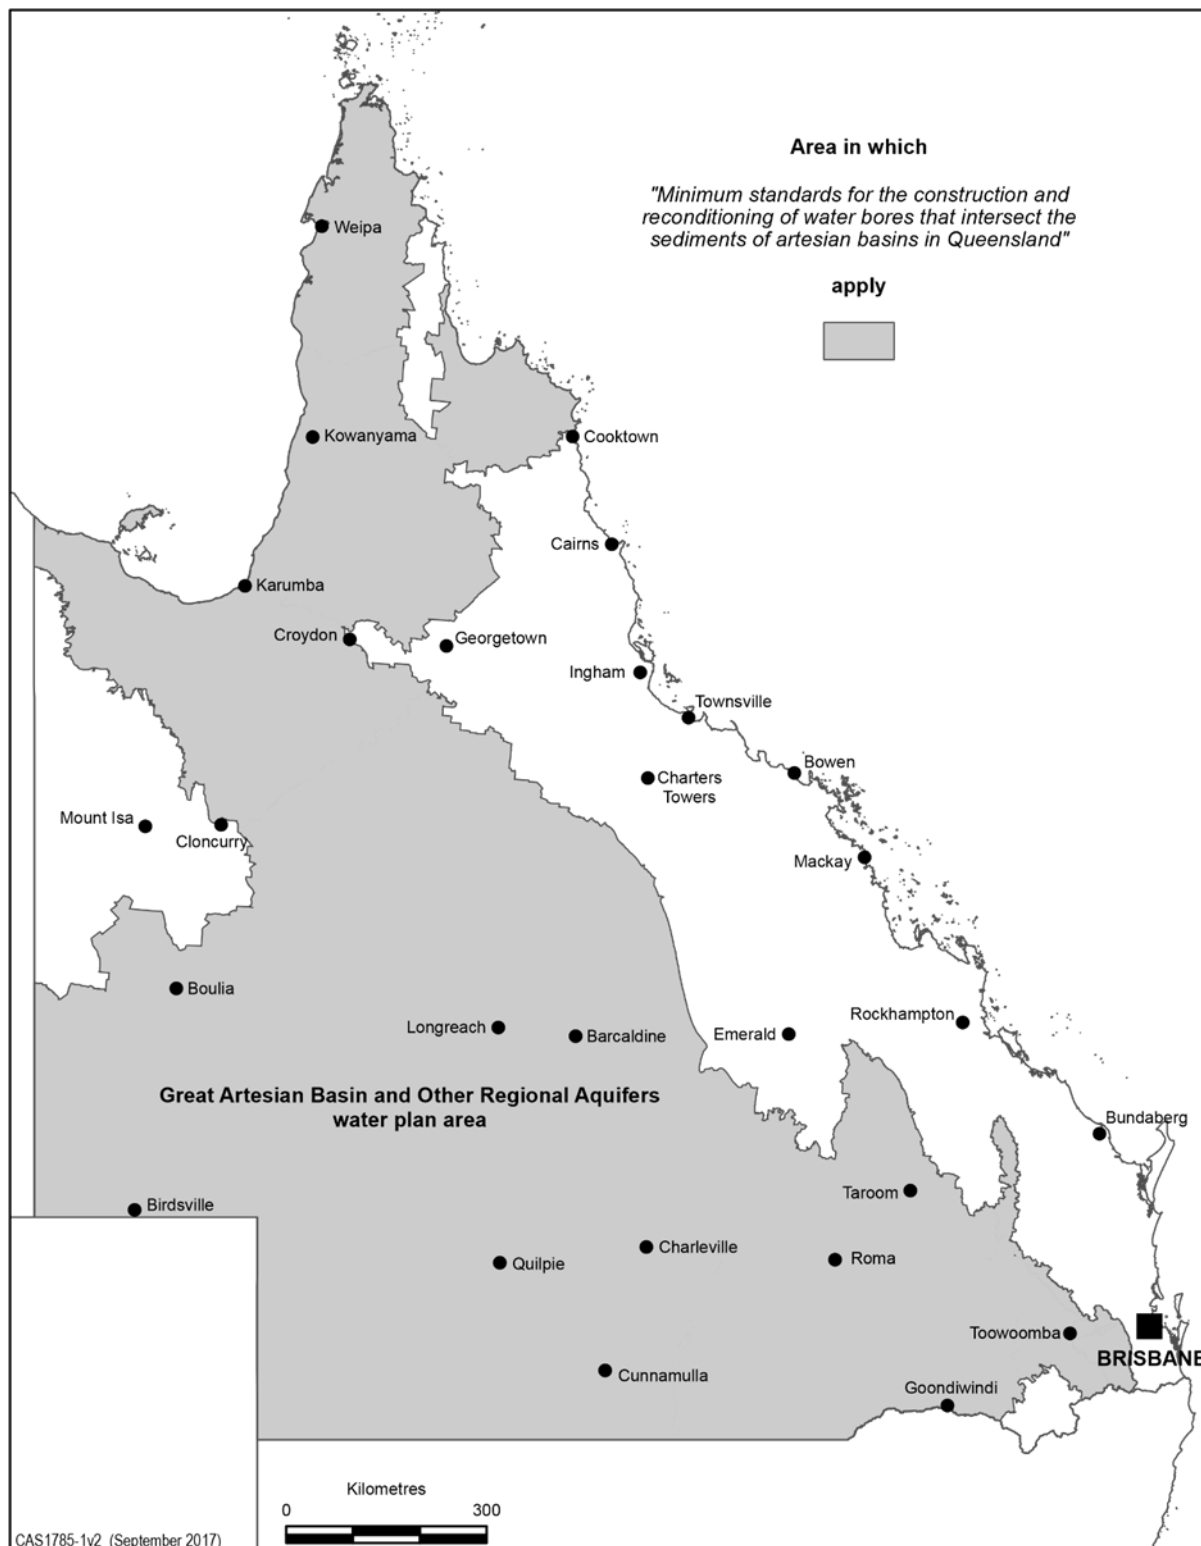 Area in which
"Minimum standards for the construction and
reconditioning of water bores that intersect the
sediments of artesian basins in Queensland"
apply
Weipa
Kowanyama
Cooktown
Cairns
Karumba
Croydon
Georgetown
Ingham
Townsville
Bowen
Charters
Towers
Mount Isa
Cloncurry
Mackay
Boulia
Longreach
Barcaldine
Emerald
Rockhampton
Great Artesian Basin and Other Regional Aquifers
water plan area
Bundaberg
Taroom
Birdsville
Charleville
Quilpie
Roma
Toowoomba
BRISBANE
Cunnamulla
Goondiwindi
Kilometres
0 300
CAS1785-1v2 (September 2017)